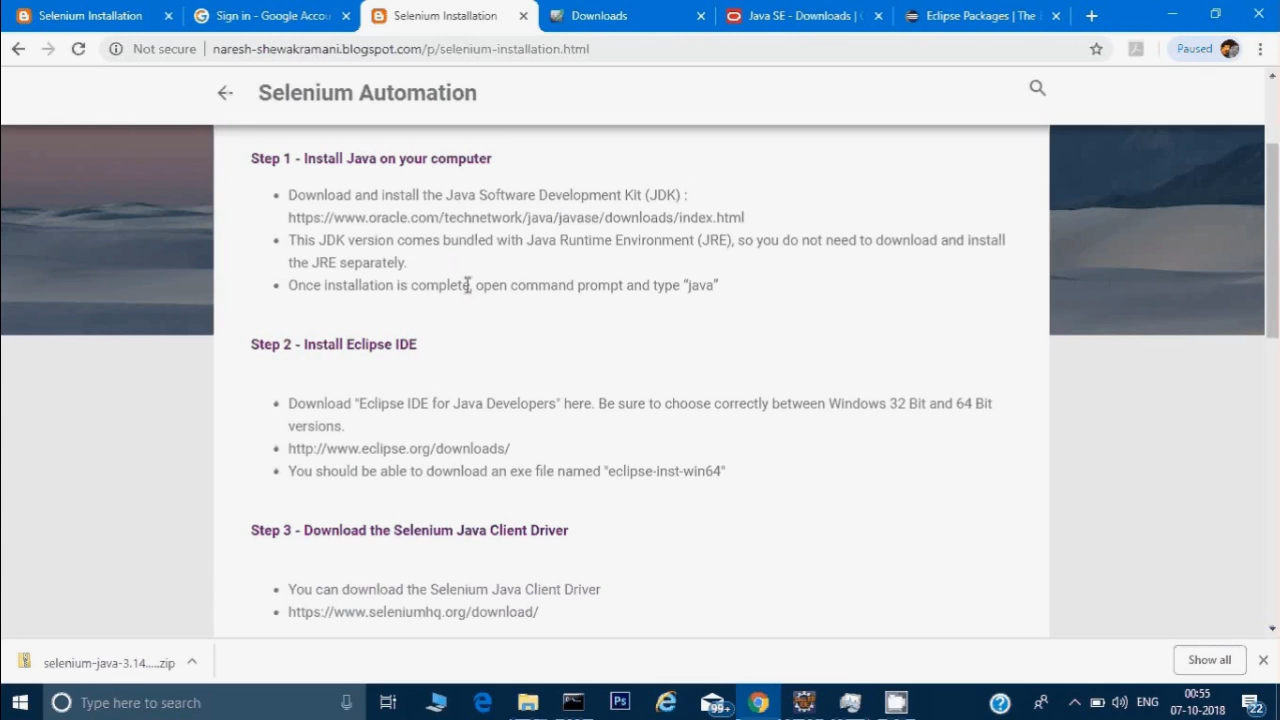 Selenium Installation
Sign in - Google Accou
Selenium Installation
Downloads
Java SE - Downloads |
Eclipse Packages | The
Not secure
naresh-shewakramani.blogspot.com/p/selenium-installation.html
Paused
Selenium Automation
Step 1 - Install Java on your computer
Download and install the Java Software Development Kit (JDK) :
https://www.oracle.com/technetwork/java/javase/downloads/index.html
This JDK version comes bundled with Java Runtime Environment (JRE), so you do not need to download and install
the JRE separately.
Once installation is complete, open command prompt and type “java”
Step 2 - Install Eclipse IDE
Download "Eclipse IDE for Java Developers" here. Be sure to choose correctly between Windows 32 Bit and 64 Bit
versions.
http://www.eclipse.org/downloads/
You should be able to download an exe file named "eclipse-inst-win64"
Step 3 - Download the Selenium Java Client Driver
You can download the Selenium Java Client Driver
https://www.seleniumhq.org/download/
selenium-java-3.14....zip
Show all
Type here to search
Ps
99+
ENG
00:55
07-10-2018
22